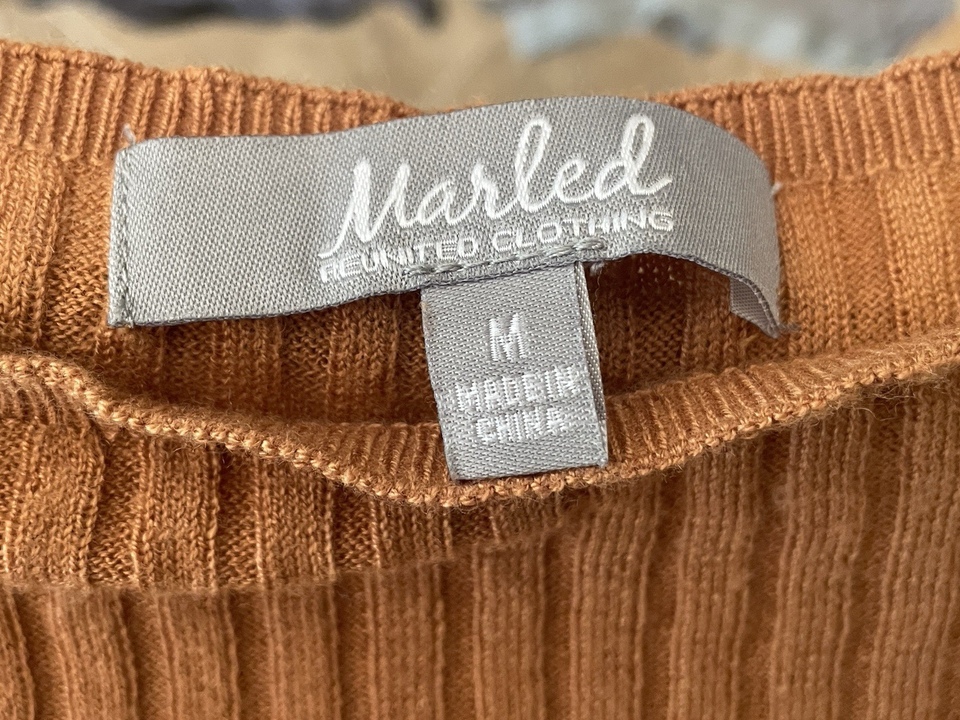 Marled
REUNITED CLOTHING
M
MADE IN
CHINA